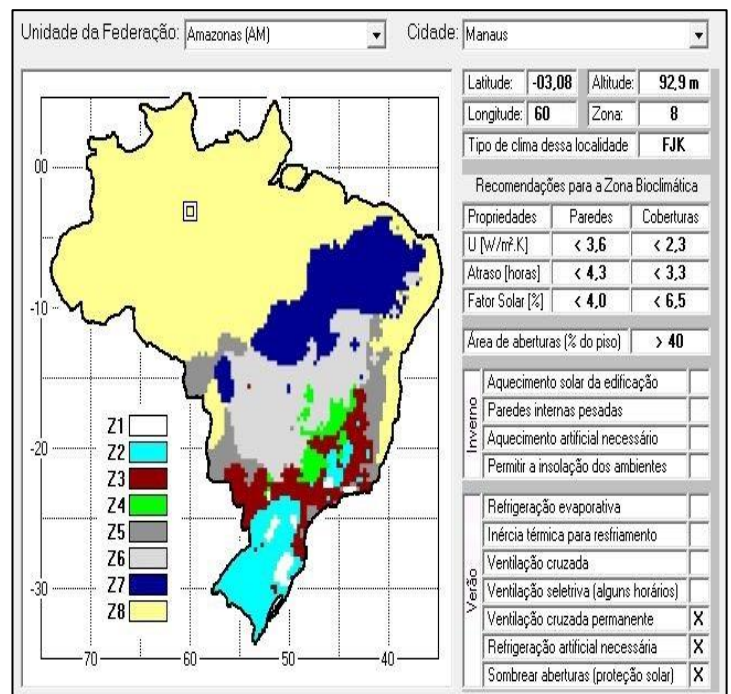 Unidade da Federação: Amazonas (AM) Cidade: Manaus
Latitude: -03,08 Altitude: 92,9 m
Longitude: 60 Zona: 8
Tipo de clima dessa localidade FJK
Recomendações para a Zona Bioclimática
Propriedades Paredes Coberturas
U [W/m².K] < 3,6 < 2,3
Atraso [horas] < 4,3 < 3,3
Fator Solar [%] < 4,0 < 6,5
Área de aberturas (% do piso) > 40
Inverno
Aquecimento solar da edificação
Paredes internas pesadas
Aquecimento artificial necessário
Permitir a insolação dos ambientes
Verão
Refrigeração evaporativa
Inércia térmica para resfriamento
Ventilação cruzada
Ventilação seletriva (alguns horários)
Ventilação cruzada permanente X
Refrigeração artificial necessária X
Sombrear aberturas (proteção solar) X
00
-10
-20
-30
70 60 50 40
Z1
Z2
Z3
Z4
Z5
Z6
Z7
Z8